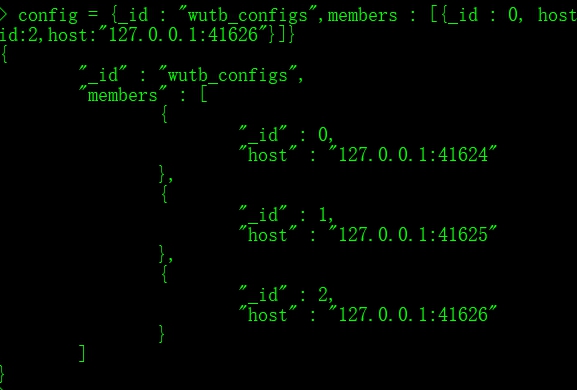 > config = {_id : "wutb_configs",members : [{_id : 0, host
id:2,host:"127.0.0.1:41626"}]}
{
        "_id" : "wutb_configs",
        "members" : [
                {
                        "_id" : 0,
                        "host" : "127.0.0.1:41624"
                },
                {
                        "_id" : 1,
                        "host" : "127.0.0.1:41625"
                },
                {
                        "_id" : 2,
                        "host" : "127.0.0.1:41626"
                }
        ]
}